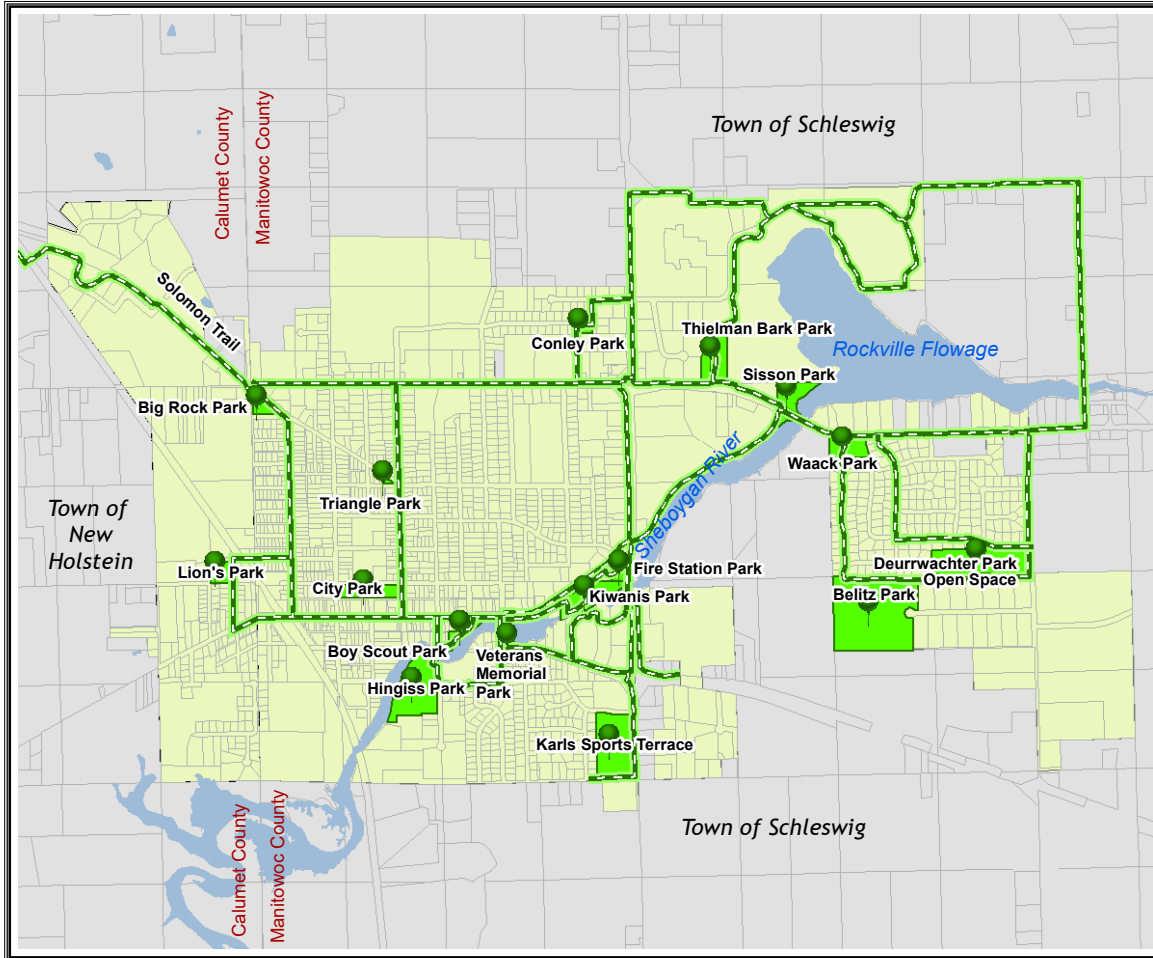 Town of Schleswig
Calumet County
Manitowoc County
Solomon Trail
Conley Park
Thielman Bark Park
Rockville Flowage
Sisson Park
Big Rock Park
Waack Park
Sheboygan River
Triangle Park
Town of
New
Holstein
Lion's Park
City Park
Fire Station Park
Deurrwachter Park
Open Space
Kiwanis Park
Belitz Park
Boy Scout Park
Veterans
Memorial
Park
Hingiss Park
Karls Sports Terrace
Town of Schleswig
Calumet County
Manitowoc County